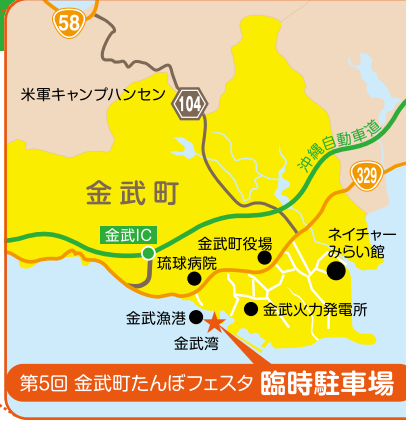 58
米軍キャンプハンセン
104
沖縄自動車道
329
金武町
金武IC
金武町役場
ネイチャー
みらい館
琉球病院
金武火力発電所
金武漁港
金武湾
第5回 金武町たんぼフェスタ 臨時駐車場